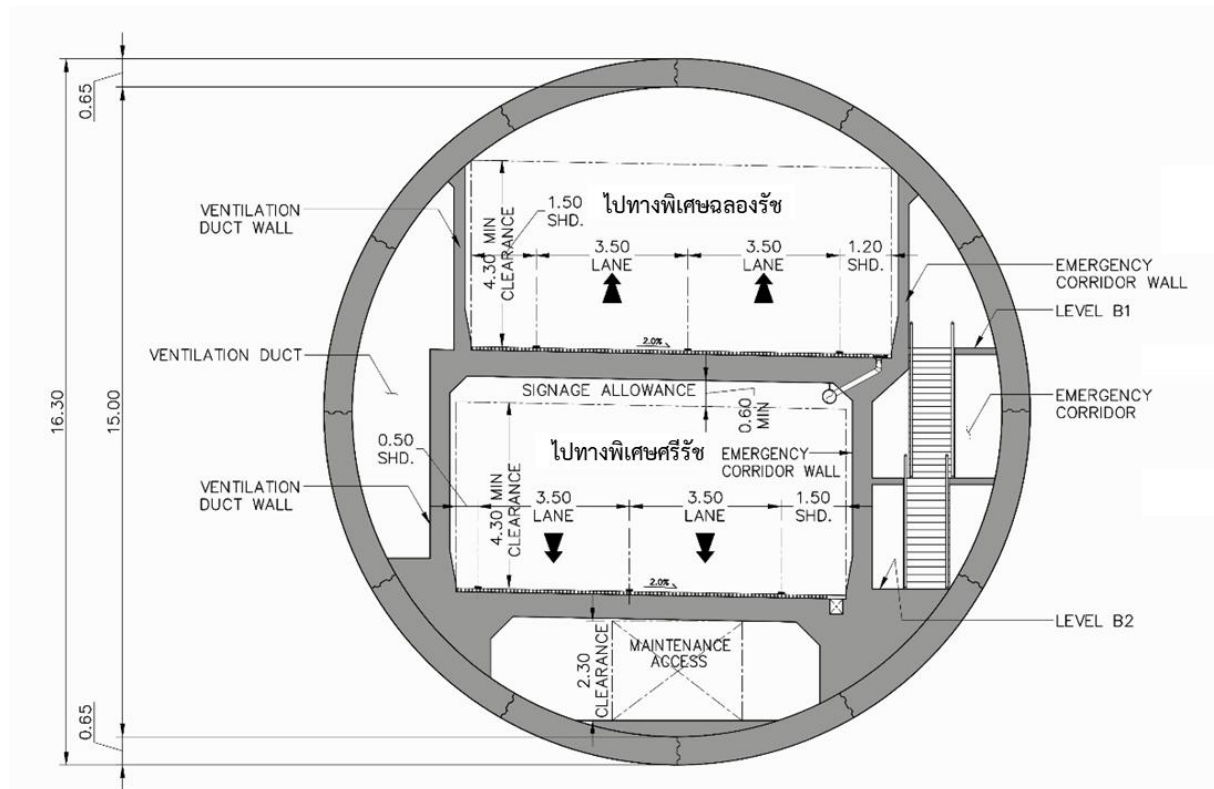 0.65
16.30
15.00
0.65
VENTILATION
DUCT WALL
VENTILATION DUCT
VENTILATION
DUCT WALL
4.30 MIN
CLEARANCE
1.50
SHD.
ไปทางพิเศษฉลองรัช
3.50
LANE
3.50
LANE
1.20
SHD.
2.0%
EMERGENCY
CORRIDOR WALL
LEVEL B1
EMERGENCY
CORRIDOR
LEVEL B2
SIGNAGE ALLOWANCE
0.60
MIN
ไปทางพิเศษศรีรัช
EMERGENCY
CORRIDOR WALL
0.50
SHD.
4.30 MIN
CLEARANCE
3.50
LANE
3.50
LANE
1.50
SHD.
2.0%
2.30
CLEARANCE
MAINTENANCE
ACCESS